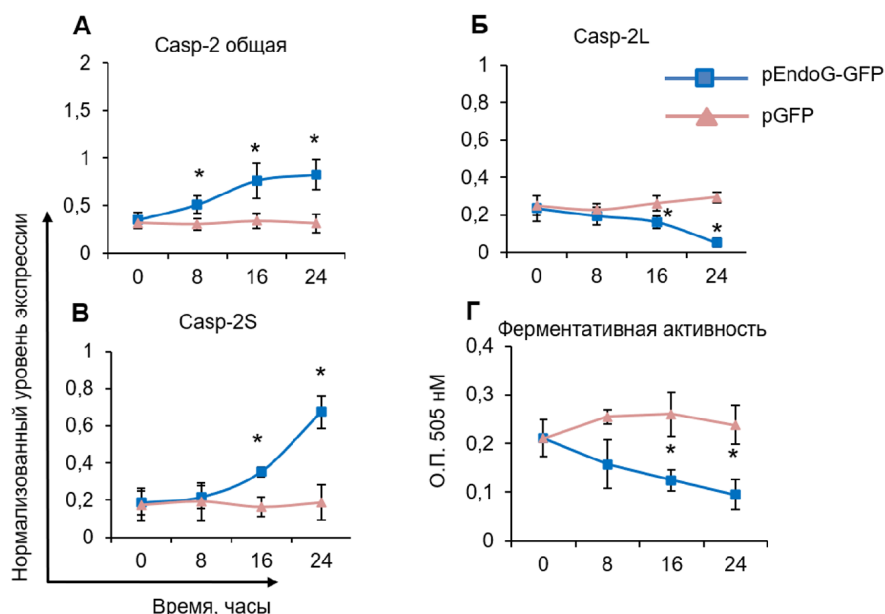 А
Casp-2 общая
2
1,5
1
0,5
0
0 8 16 24
* * *
Б
Casp-2L
1
0,8
0,6
0,4
0,2
0
0 8 16 24
* *
pEndoG-GFP
pGFP
В
Casp-2S
1
0,8
0,6
0,4
0,2
0
0 8 16 24
* *
Г
Ферментативная активность
0,4
0,3
0,2
0,1
0
0 8 16 24
* *
О.П. 505 нМ
Нормализованный уровень экспрессии
Время, часы